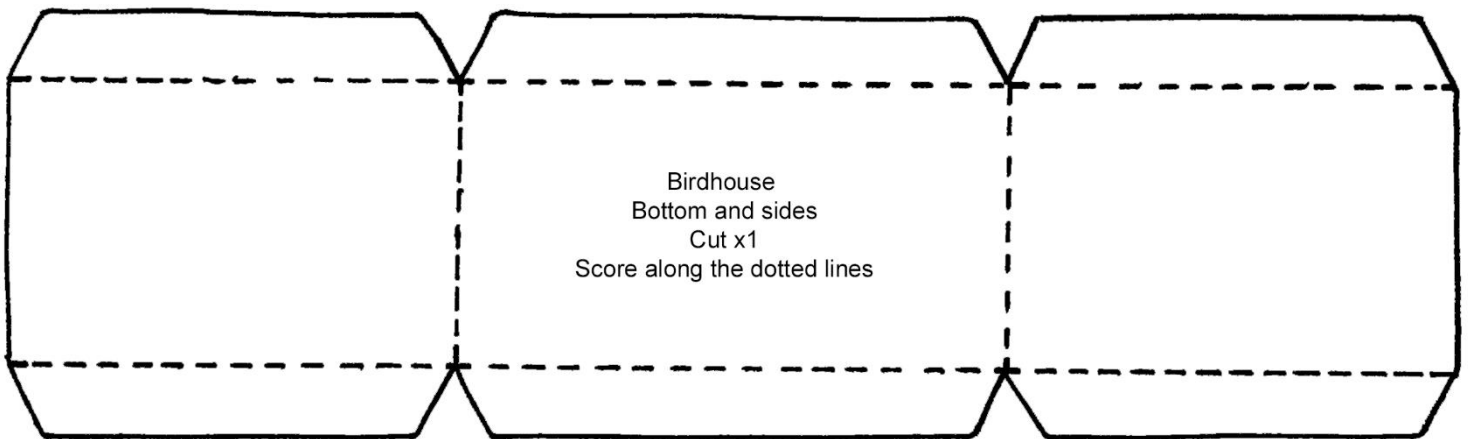 Birdhouse
Bottom and sides
Cut x1
Score along the dotted lines